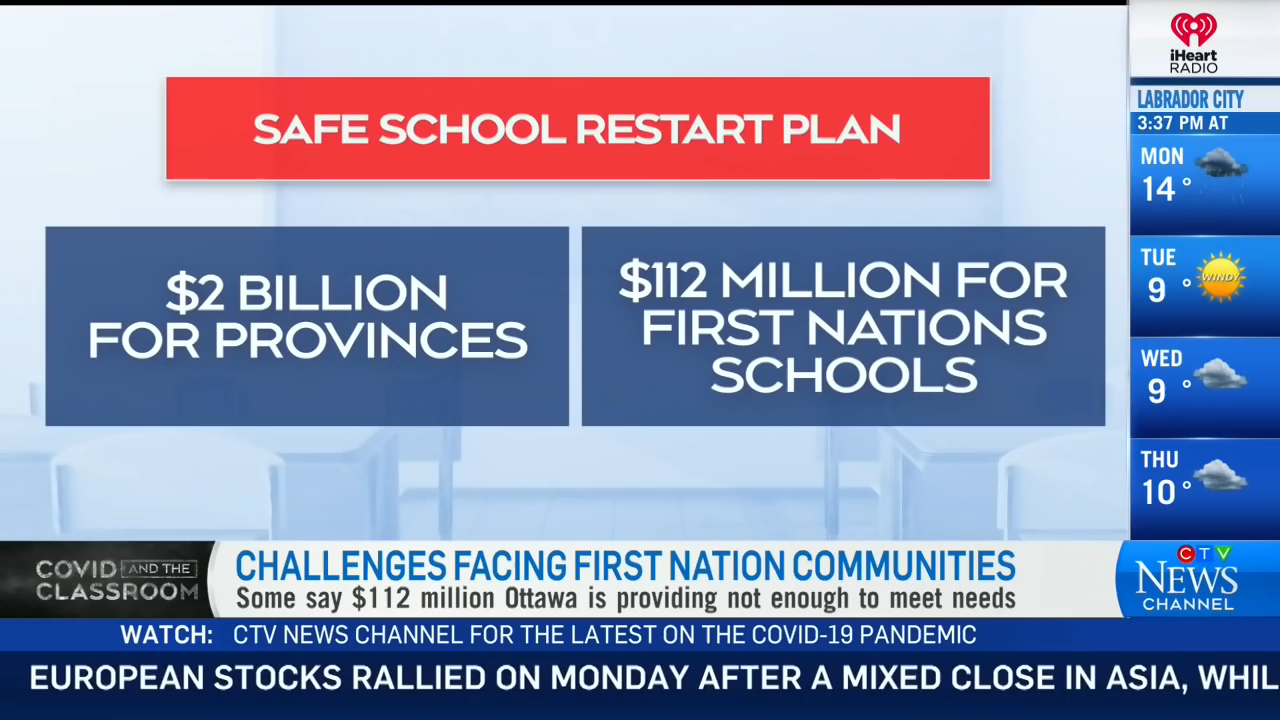 SAFE SCHOOL RESTART PLAN
$2 BILLION
FOR PROVINCES
$112 MILLION FOR
FIRST NATIONS
SCHOOLS
iHeart
RADIO
LABRADOR CITY
3:37 PM AT
MON
14°
TUE
9°
WINDY
WED
9°
THU
10°
COVID AND THE
CLASSROOM
CHALLENGES FACING FIRST NATION COMMUNITIES
Some say $112 million Ottawa is providing not enough to meet needs
CTV
NEWS
CHANNEL
WATCH: CTV NEWS CHANNEL FOR THE LATEST ON THE COVID-19 PANDEMIC
EUROPEAN STOCKS RALLIED ON MONDAY AFTER A MIXED CLOSE IN ASIA, WHIL